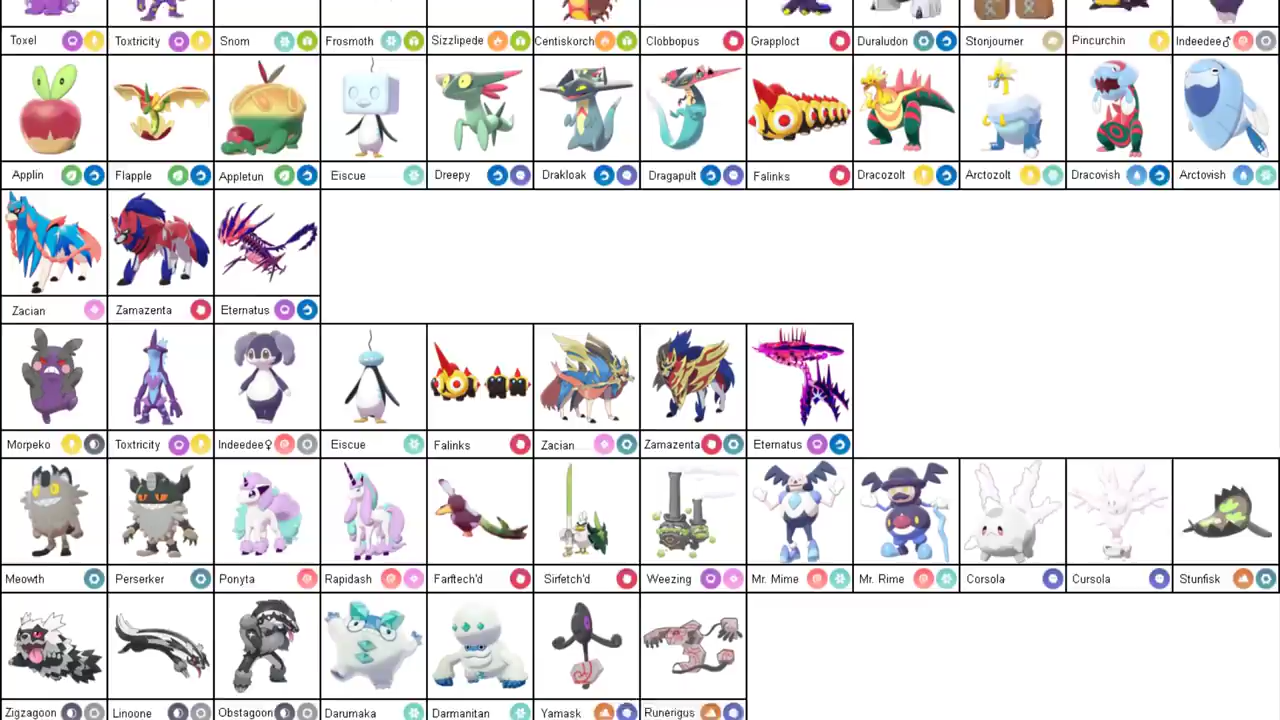 Toxel Toxtricity Snom Frosmoth Sizzlipede Centiskorch Clobbopus Grapploct Duraludon Stonjourner Pincurchin Indeedee♂
Applin Flapple Appletun Eiscue Dreepy Drakloak Dragapult Falinks Dracozolt Arctozolt Dracovish Arctovish
Zacian Zamazenta Eternatus
Morpeko Toxtricity Indeedee♀ Eiscue Falinks Zacian Zamazenta Eternatus
Meowth Perserker Ponyta Rapidash Farftech'd Sirfetch'd Weezing Mr. Mime Mr. Rime Corsola Cursola Stunfisk
Zigzagoon Linoone Obstagoon Darumaka Darmanitan Yamask Runerigus